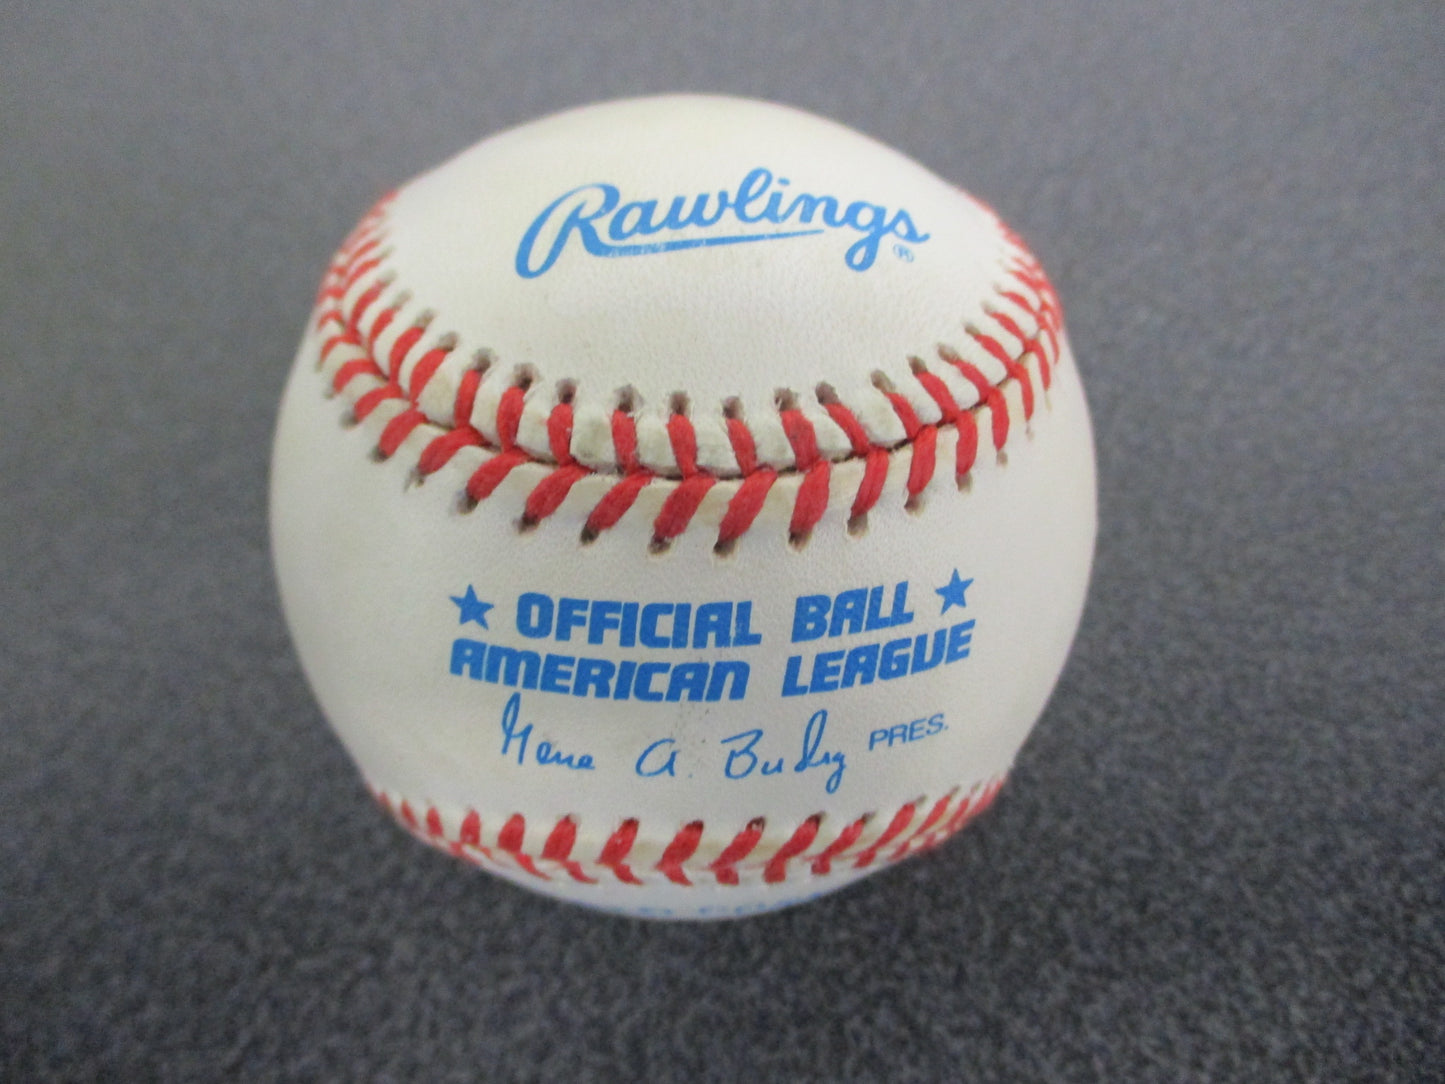 Rawlings®
★ OFFICIAL BALL ★
AMERICAN LEAGUE
Gene A. Budig PRES.